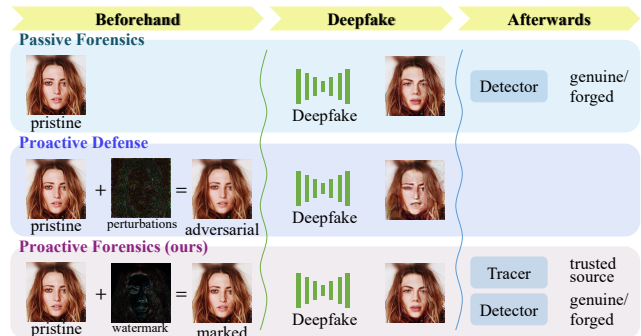 Beforehand Deepfake Afterwards
Passive Forensics
pristine
Deepfake
Detector
genuine/
forged
Proactive Defense
+ =
pristine perturbations adversarial
Deepfake
Proactive Forensics (ours)
+ =
pristine watermark marked
Deepfake
Tracer
trusted
source
Detector
genuine/
forged